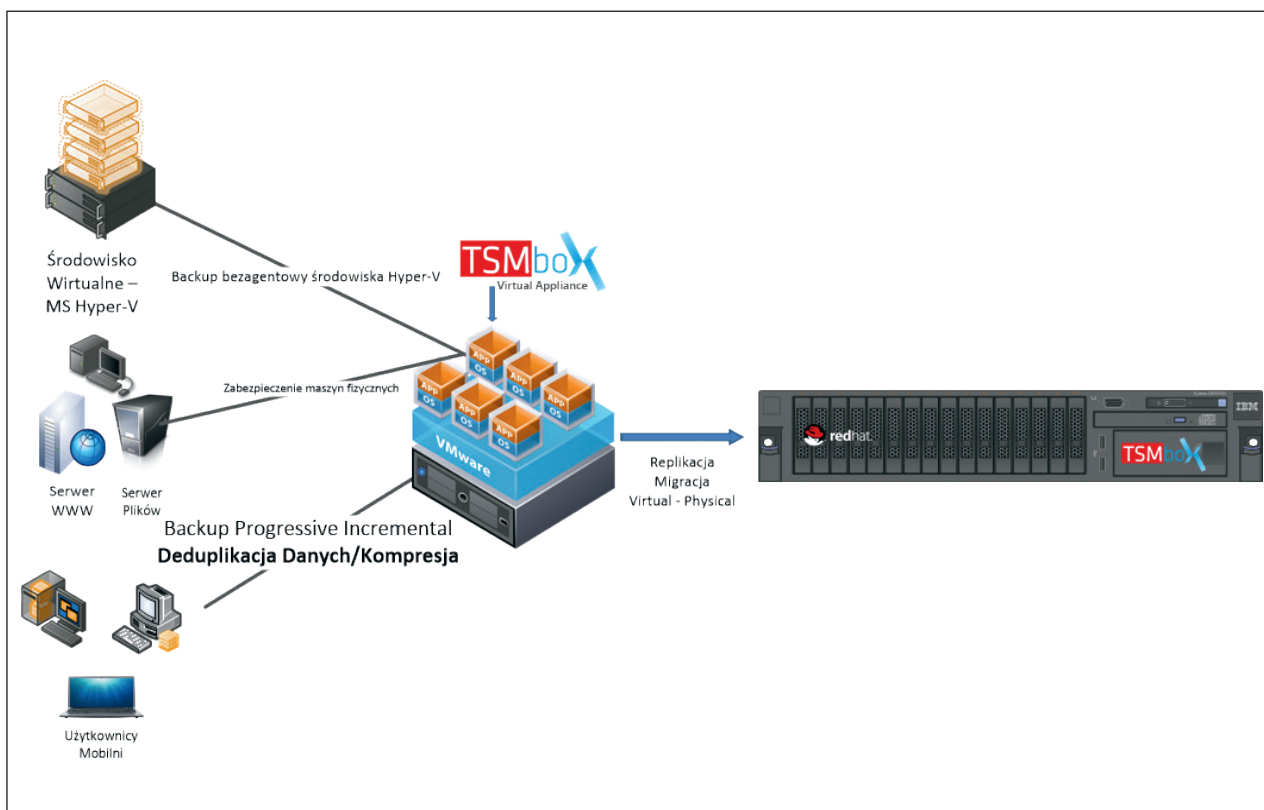 Środowisko
Wirtualne –
MS Hyper-V
Backup bezagentowy środowiska Hyper-V
TSMboX
Virtual Appliance
Zabezpieczenie maszyn fizycznych
Serwer
WWW
Serwer
Plików
APP
OS
APP
OS
APP
OS
APP
OS
APP
OS
APP
OS
VMware
Backup Progressive Incremental
Deduplikacja Danych/Kompresja
Replikacja
Migracja
Virtual - Physical
redhat.
IBM
TSMboX
Użytkownicy
Mobilni